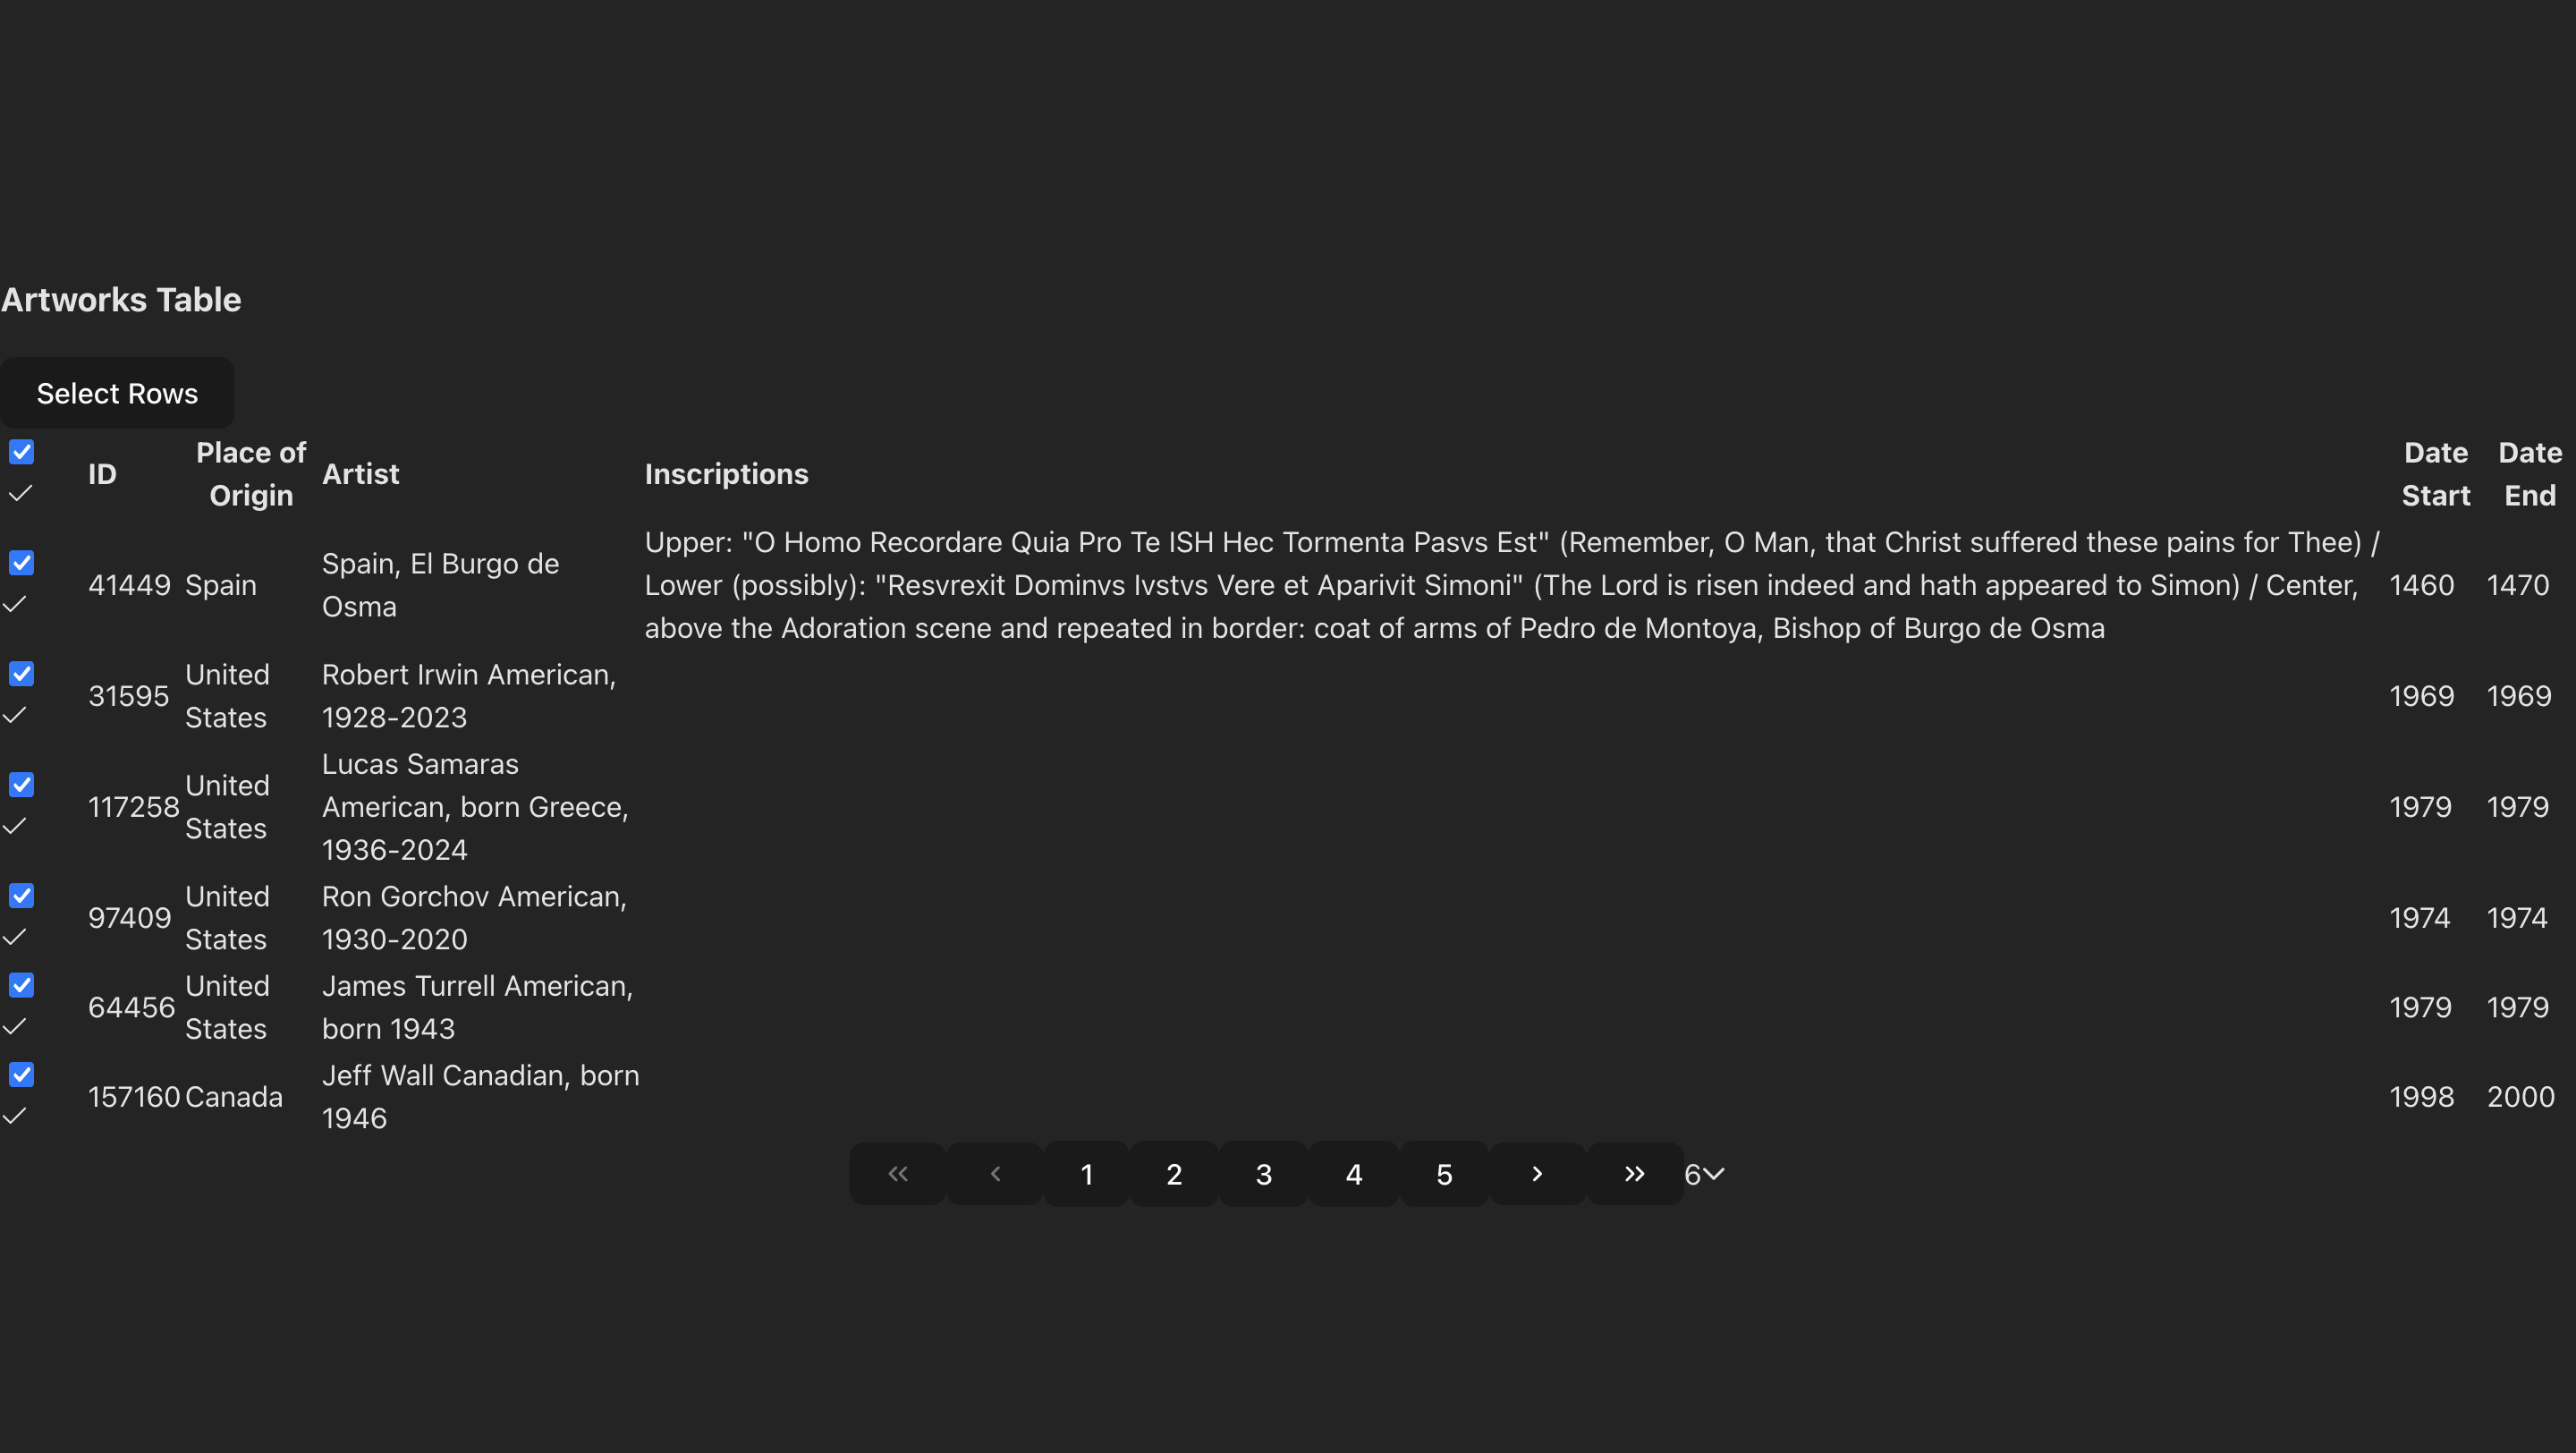 Artworks Table
Select Rows
ID Place of Origin Artist Inscriptions Date Start Date End
41449 Spain Spain, El Burgo de Osma Upper: "O Homo Recordare Quia Pro Te ISH Hec Tormenta Pasvs Est" (Remember, O Man, that Christ suffered these pains for Thee) / Lower (possibly): "Resvrexit Dominvs Ivstvs Vere et Aparivit Simoni" (The Lord is risen indeed and hath appeared to Simon) / Center, above the Adoration scene and repeated in border: coat of arms of Pedro de Montoya, Bishop of Burgo de Osma 1460 1470
31595 United States Robert Irwin American, 1928-2023 1969 1969
117258 United States Lucas Samaras American, born Greece, 1936-2024 1979 1979
97409 United States Ron Gorchov American, 1930-2020 1974 1974
64456 United States James Turrell American, born 1943 1979 1979
157160 Canada Jeff Wall Canadian, born 1946 1998 2000
1 2 3 4 5 6